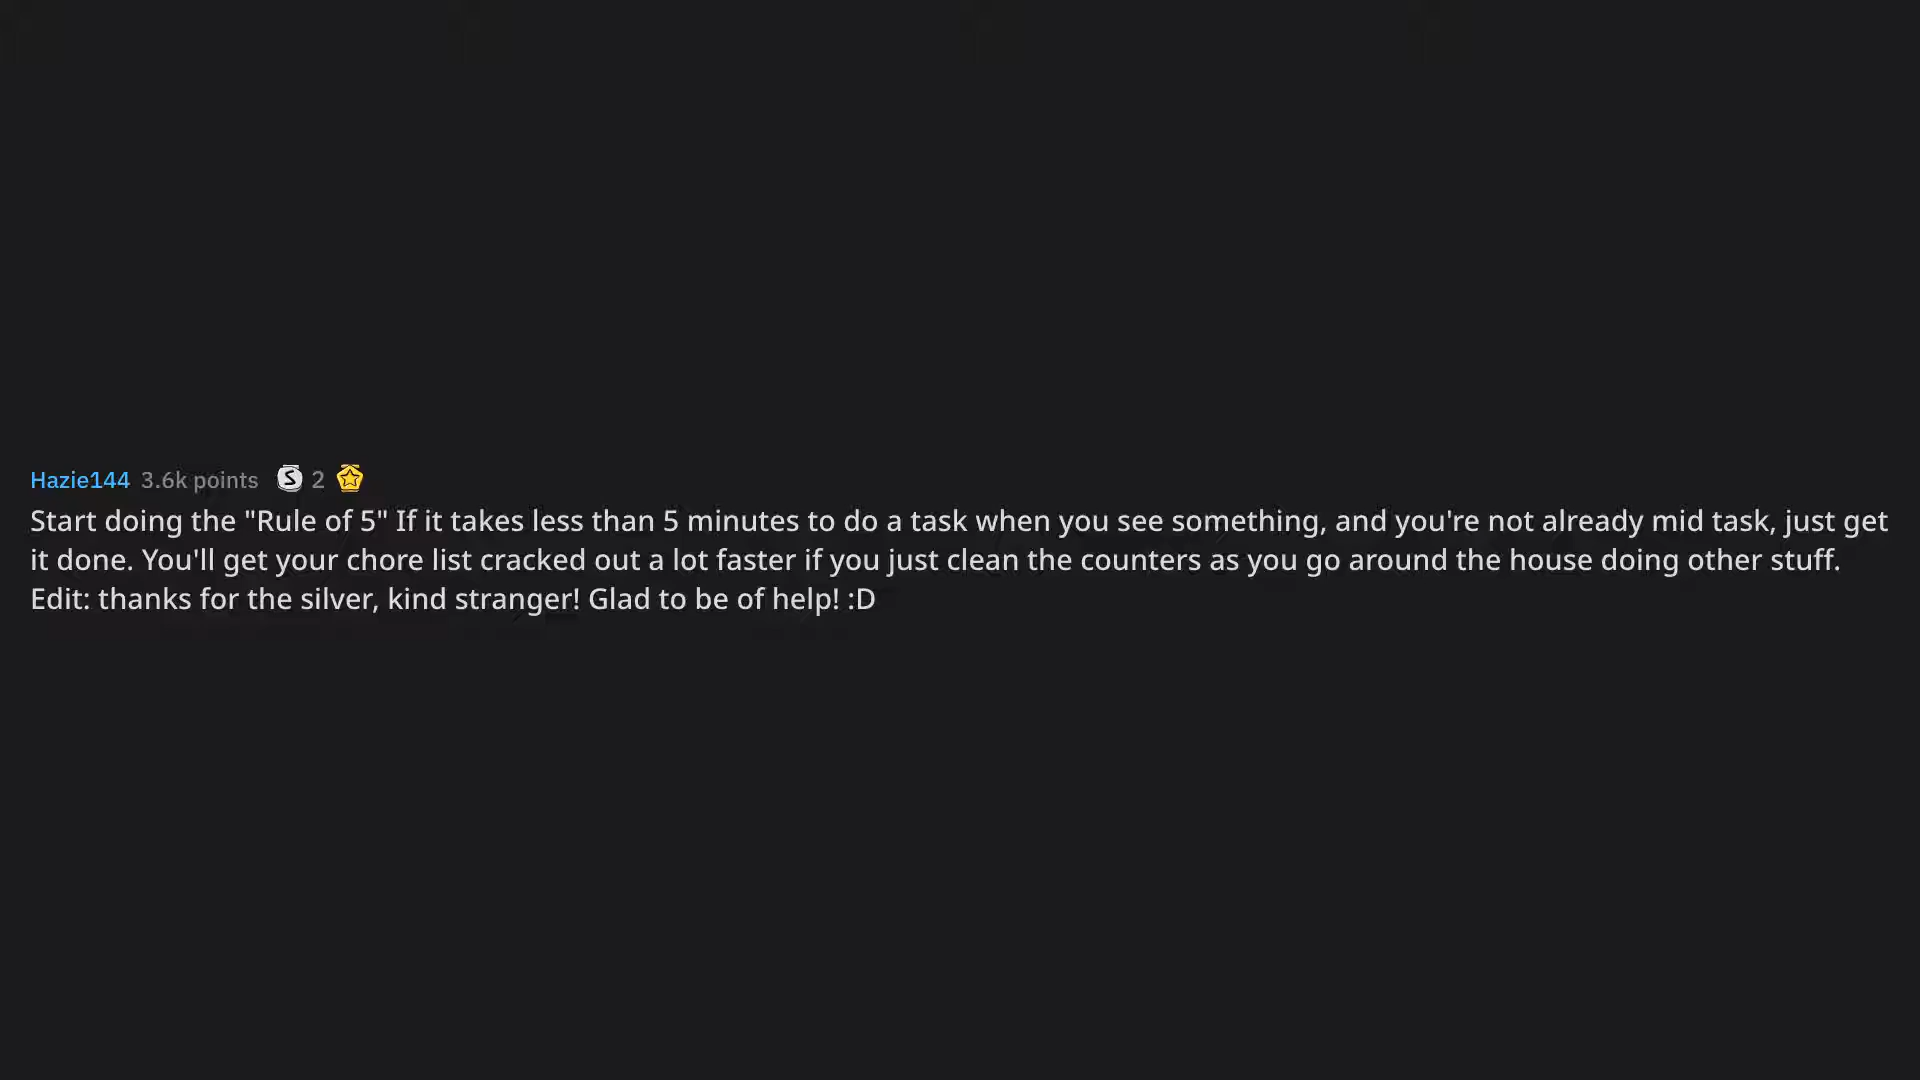 Hazie144 3.6k points S 2
Start doing the "Rule of 5" If it takes less than 5 minutes to do a task when you see something, and you're not already mid task, just get
it done. You'll get your chore list cracked out a lot faster if you just clean the counters as you go around the house doing other stuff.
Edit: thanks for the silver, kind stranger! Glad to be of help! :D